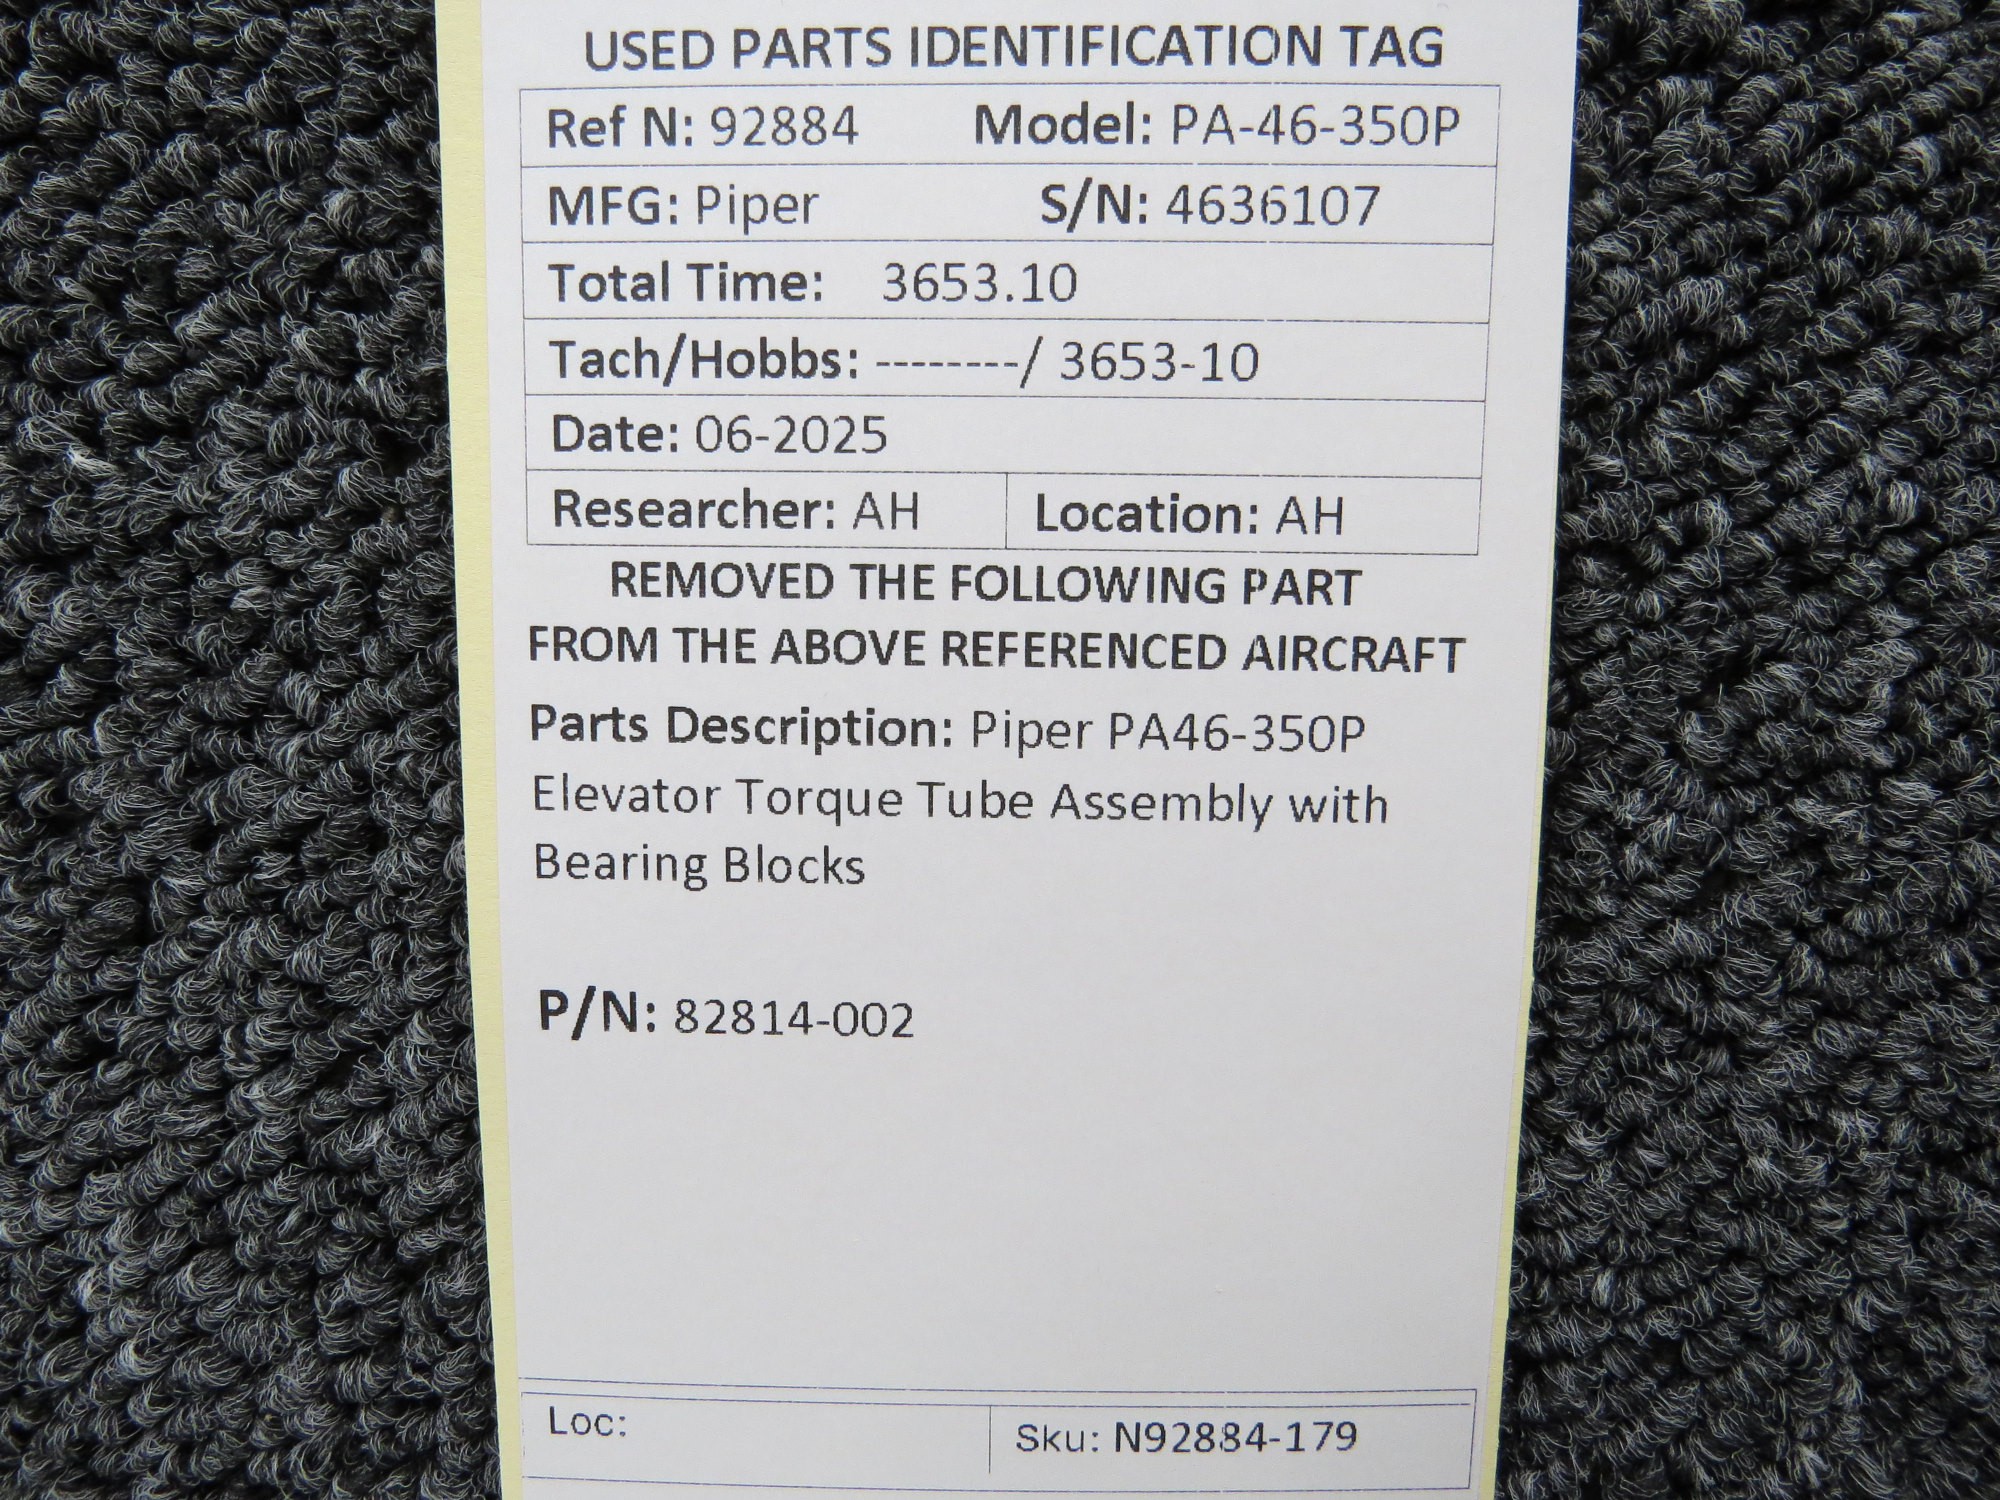 USED PARTS IDENTIFICATION TAG
Ref N: 92884 Model: PA-46-350P
MFG: Piper S/N: 4636107
Total Time: 3653.10
Tach/Hobbs: --------/ 3653-10
Date: 06-2025
Researcher: AH Location: AH
REMOVED THE FOLLOWING PART
FROM THE ABOVE REFERENCED AIRCRAFT
Parts Description: Piper PA46-350P
Elevator Torque Tube Assembly with
Bearing Blocks
P/N: 82814-002
Loc: Sku: N92884-179